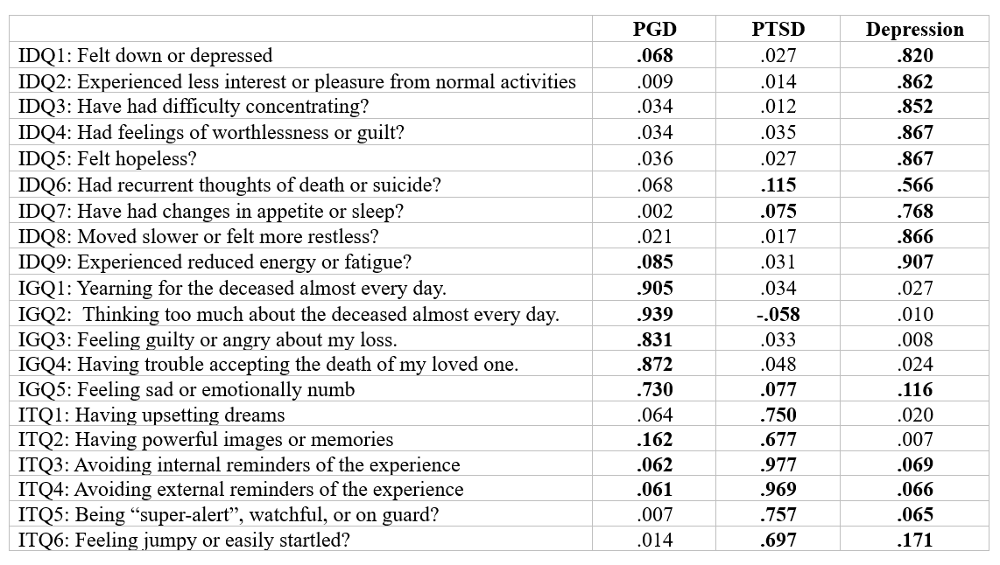 PGD PTSD Depression
IDQ1: Felt down or depressed .068 .027 .820
IDQ2: Experienced less interest or pleasure from normal activities .009 .014 .862
IDQ3: Have had difficulty concentrating? .034 .012 .852
IDQ4: Had feelings of worthlessness or guilt? .034 .035 .867
IDQ5: Felt hopeless? .036 .027 .867
IDQ6: Had recurrent thoughts of death or suicide? .068 .115 .566
IDQ7: Have had changes in appetite or sleep? .002 .075 .768
IDQ8: Moved slower or felt more restless? .021 .017 .866
IDQ9: Experienced reduced energy or fatigue? .085 .031 .907
IGQ1: Yearning for the deceased almost every day. .905 .034 .027
IGQ2:  Thinking too much about the deceased almost every day. .939 -.058 .010
IGQ3: Feeling guilty or angry about my loss. .831 .033 .008
IGQ4: Having trouble accepting the death of my loved one. .872 .048 .024
IGQ5: Feeling sad or emotionally numb .730 .077 .116
ITQ1: Having upsetting dreams .064 .750 .020
ITQ2: Having powerful images or memories .162 .677 .007
ITQ3: Avoiding internal reminders of the experience .062 .977 .069
ITQ4: Avoiding external reminders of the experience .061 .969 .066
ITQ5: Being “super-alert”, watchful, or on guard? .007 .757 .065
ITQ6: Feeling jumpy or easily startled? .014 .697 .171